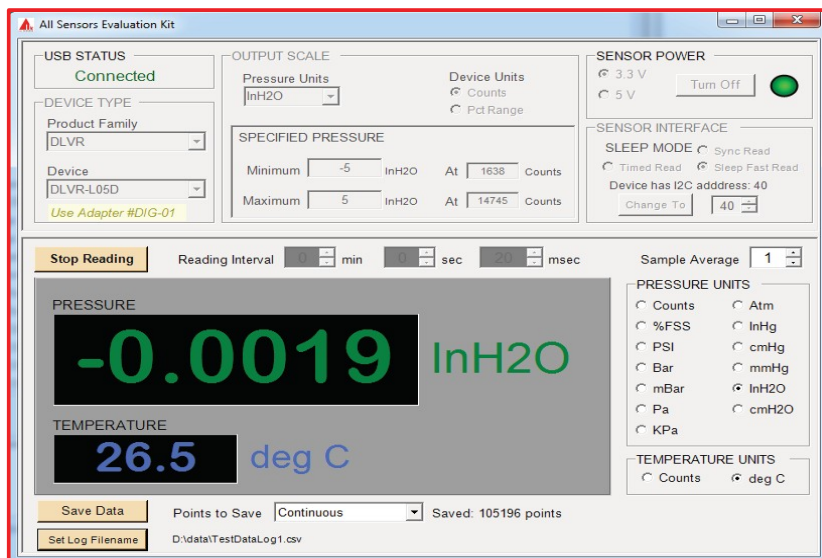 All Sensors Evaluation Kit
USB STATUS
Connected
DEVICE TYPE
Product Family
DLVR
Device
DLVR-L05D
Use Adapter #DIG-01
OUTPUT SCALE
Pressure Units
InH2O
Device Units
Counts
Pct Range
SPECIFIED PRESSURE
Minimum -5 InH2O At 1638 Counts
Maximum 5 InH2O At 14745 Counts
SENSOR POWER
3.3 V
5 V
Turn Off
SENSOR INTERFACE
SLEEP MODE Sync Read
Timed Read Sleep Fast Read
Device has I2C adddress: 40
Change To 40
Stop Reading Reading Interval 0 min 0 sec 20 msec Sample Average 1
PRESSURE
-0.0019 InH2O
TEMPERATURE
26.5 deg C
PRESSURE UNITS
Counts Atm
%FSS InHg
PSI cmHg
Bar mmHg
mBar InH2O
Pa cmH2O
KPa
TEMPERATURE UNITS
Counts deg C
Save Data Points to Save Continuous Saved: 105196 points
Set Log Filename D:\data\TestDataLog1.csv